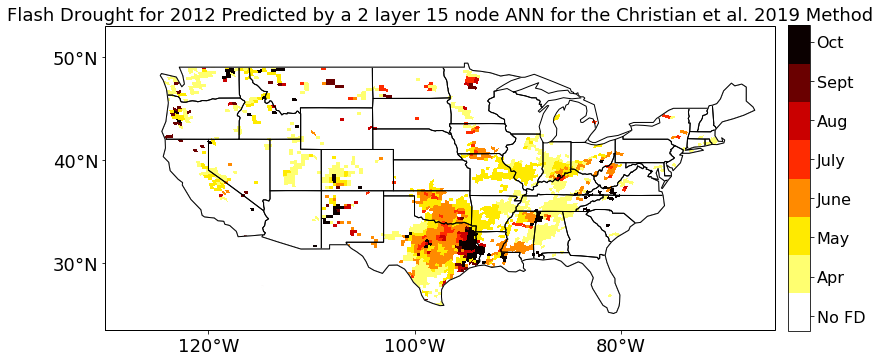 Flash Drought for 2012 Predicted by a 2 layer 15 node ANN for the Christian et al. 2019 Method
50°N
40°N
30°N
120°W
100°W
80°W
Oct
Sept
Aug
July
June
May
Apr
No FD